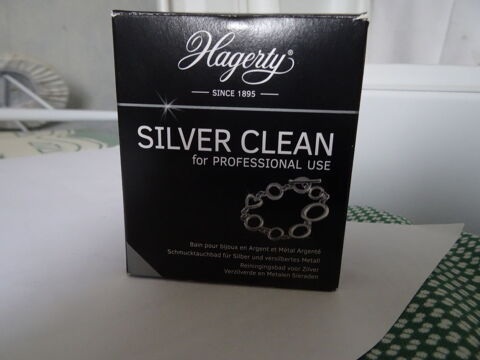 Hagerty®
SINCE 1895
SILVER CLEAN
for PROFESSIONAL USE
Bain pour bijoux en Argent et Métal Argenté
Schmucktauchbad für Silber und versilbertes Metall
Reinigingsbad voor Zilver
Verzilverde en Metalen Sieraden